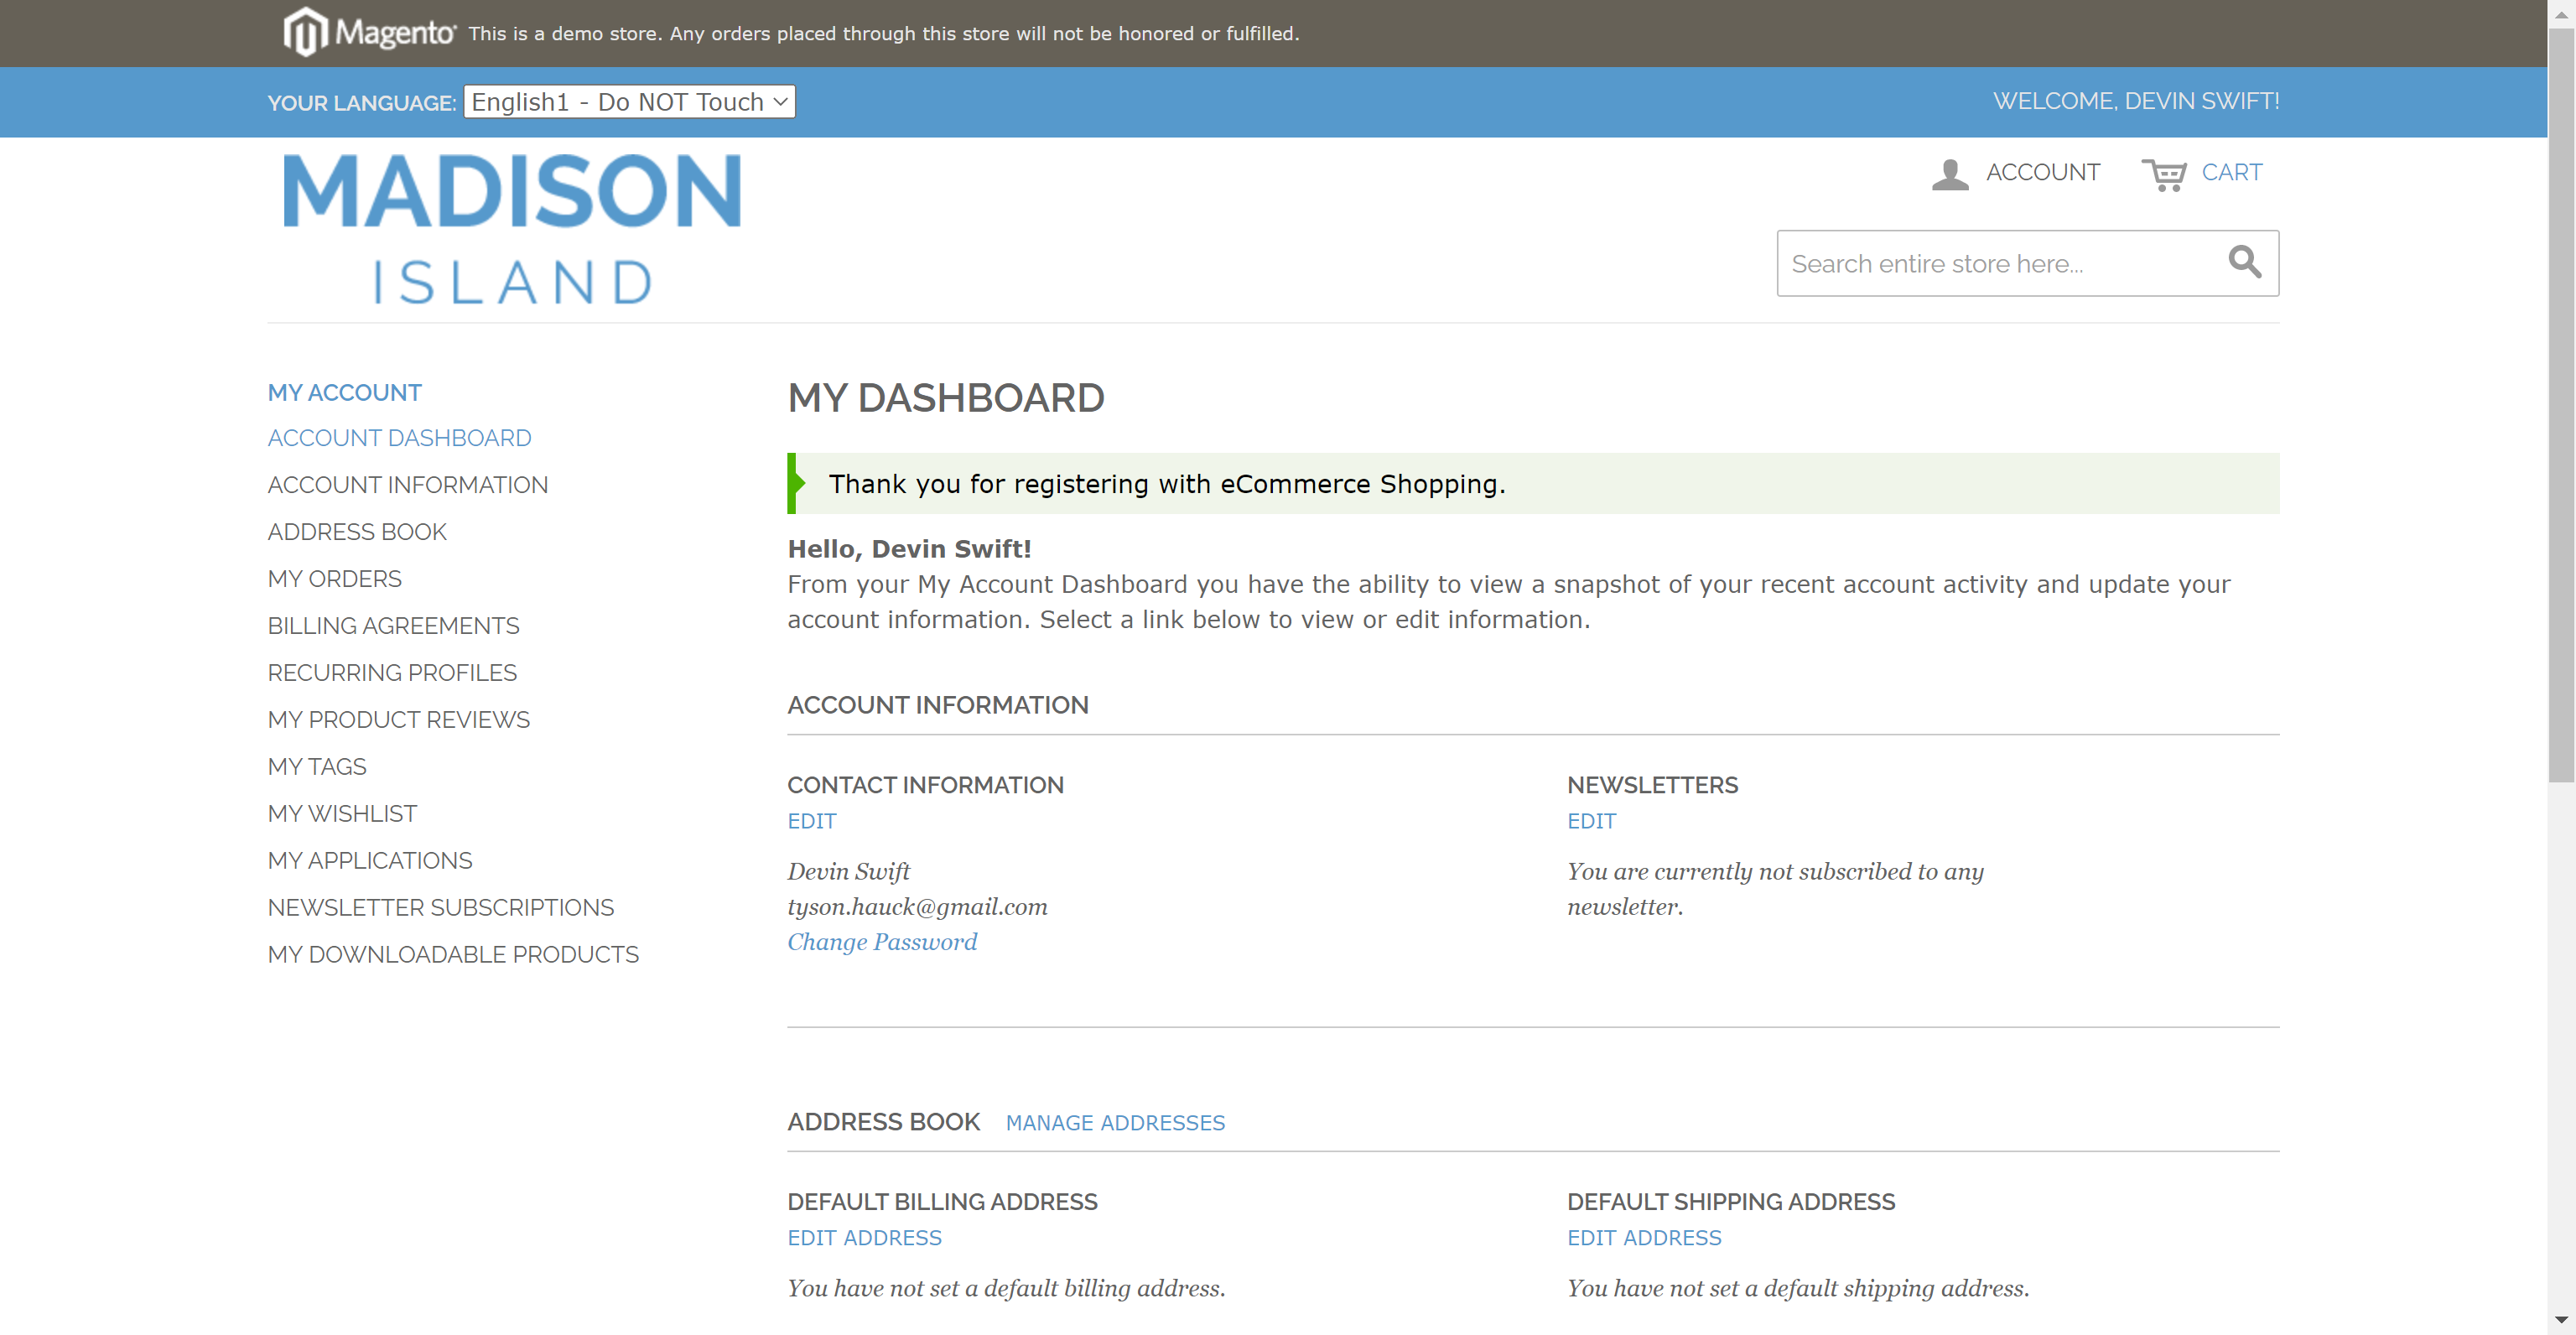 Magento® This is a demo store. Any orders placed through this store will not be honored or fulfilled.
YOUR LANGUAGE: English1 - Do NOT Touch
WELCOME, DEVIN SWIFT!
MADISON
ISLAND
ACCOUNT
CART
Search entire store here...
MY ACCOUNT
ACCOUNT DASHBOARD
ACCOUNT INFORMATION
ADDRESS BOOK
MY ORDERS
BILLING AGREEMENTS
RECURRING PROFILES
MY PRODUCT REVIEWS
MY TAGS
MY WISHLIST
MY APPLICATIONS
NEWSLETTER SUBSCRIPTIONS
MY DOWNLOADABLE PRODUCTS
MY DASHBOARD
Thank you for registering with eCommerce Shopping.
Hello, Devin Swift!
From your My Account Dashboard you have the ability to view a snapshot of your recent account activity and update your
account information. Select a link below to view or edit information.
ACCOUNT INFORMATION
CONTACT INFORMATION
EDIT
Devin Swift
tyson.hauck@gmail.com
Change Password
NEWSLETTERS
EDIT
You are currently not subscribed to any
newsletter.
ADDRESS BOOK MANAGE ADDRESSES
DEFAULT BILLING ADDRESS
EDIT ADDRESS
You have not set a default billing address.
DEFAULT SHIPPING ADDRESS
EDIT ADDRESS
You have not set a default shipping address.